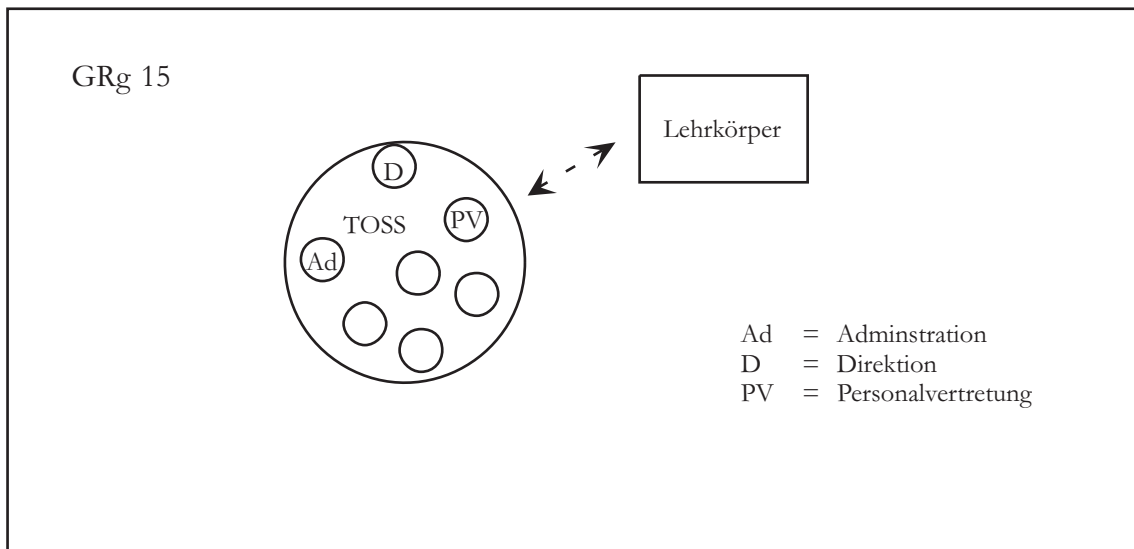 GRg 15
Lehrkörper
D
TOSS
PV
Ad
Ad = Adminstration
D = Direktion
PV = Personalvertretung